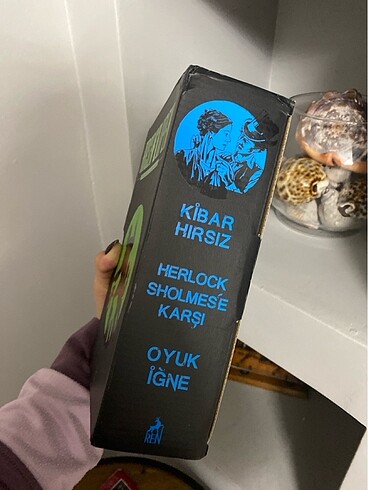 KİBAR
HIRSIZ
HERLOCK
SHOLMES'E
KARŞI
OYUK
İĞNE
REN